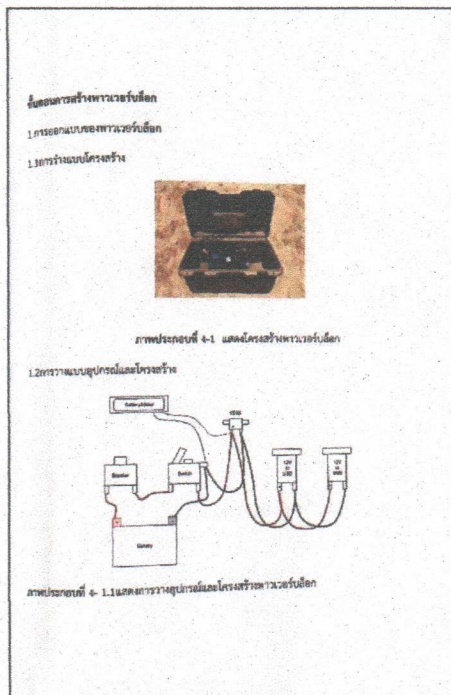 ขั้นตอนการสร้างพาวเวอร์บล็อก
1.การออกแบบของพาวเวอร์บล็อก
1.1การร่างแบบโครงสร้าง
ภาพประกอบที่ 4-1 แสดงโครงสร้างพาวเวอร์บล็อก
1.2การวางแบบอุปกรณ์และโครงสร้าง
Battery Meter
Breaker
Switch
12V
to
USB
12V
to
USB
Battery
ภาพประกอบที่ 4- 1.1แสดงการวางอุปกรณ์และโครงสร้างพาวเวอร์บล็อก